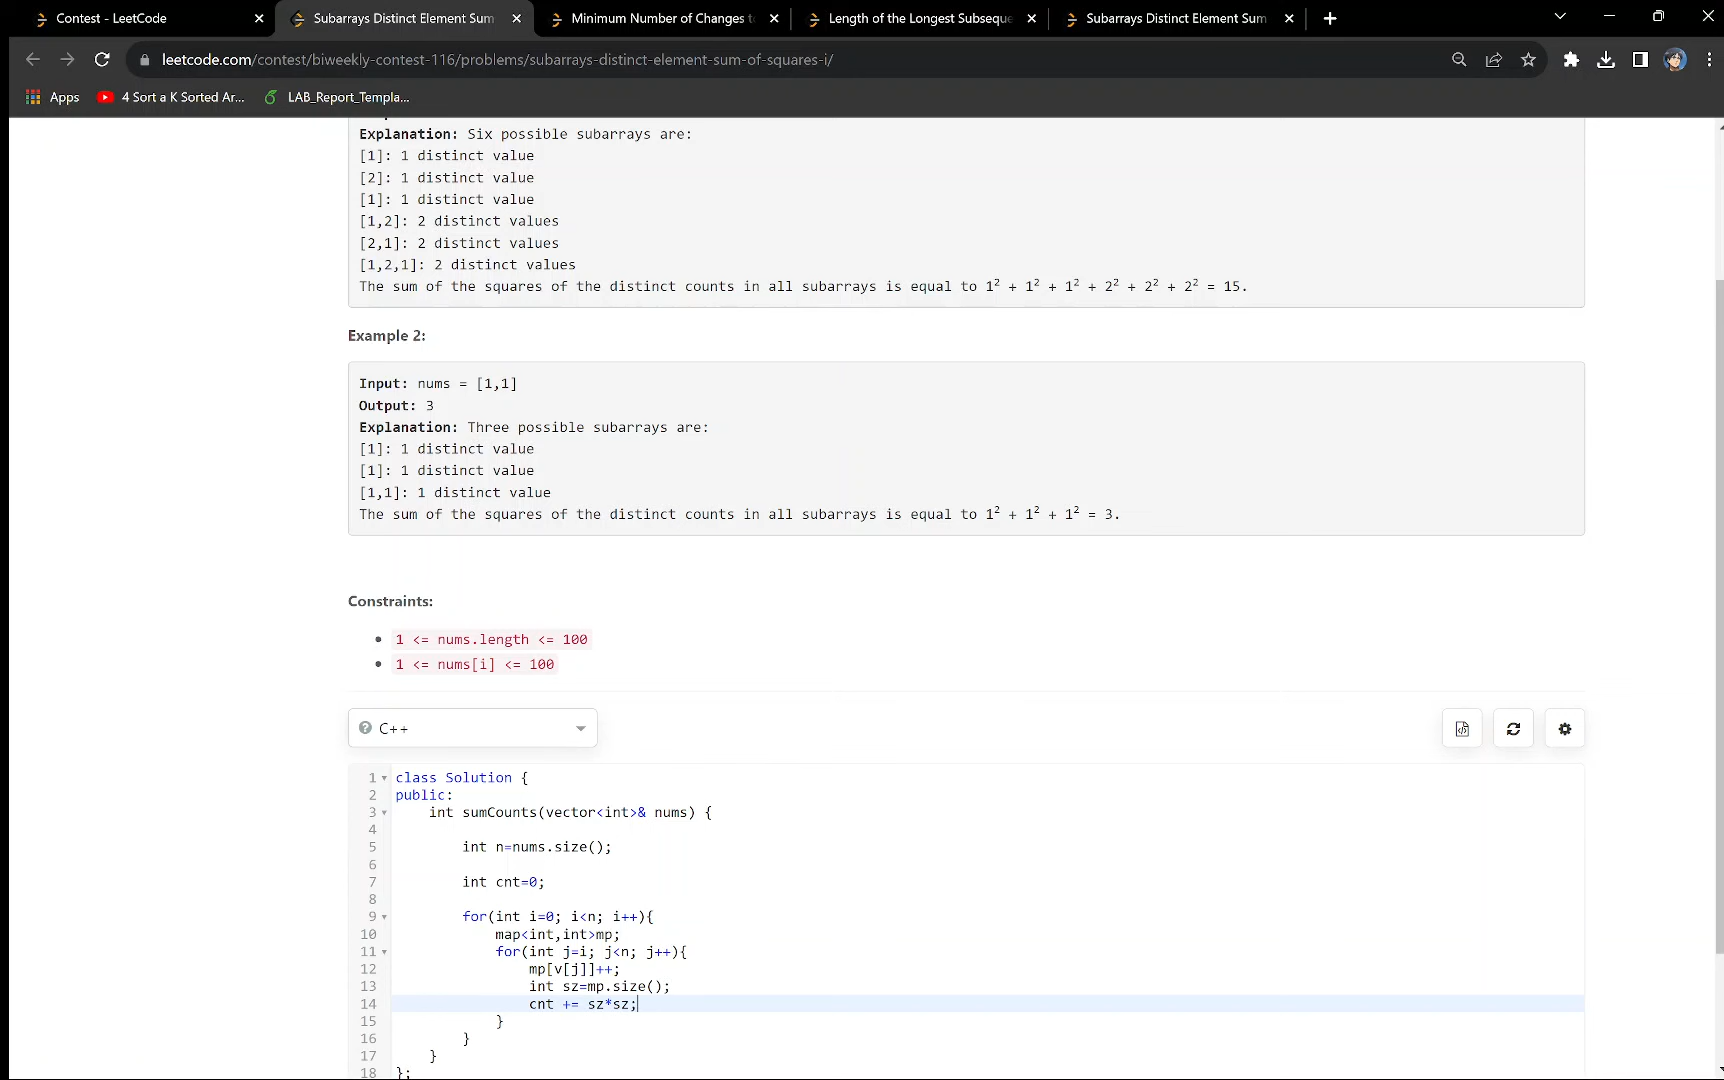 Contest - LeetCode
Subarrays Distinct Element Sum
Minimum Number of Changes t
Length of the Longest Subseque
Subarrays Distinct Element Sum
leetcode.com/contest/biweekly-contest-116/problems/subarrays-distinct-element-sum-of-squares-i/
Apps
4 Sort a K Sorted Ar...
LAB_Report_Templa...
Explanation: Six possible subarrays are:
[1]: 1 distinct value
[2]: 1 distinct value
[1]: 1 distinct value
[1,2]: 2 distinct values
[2,1]: 2 distinct values
[1,2,1]: 2 distinct values
The sum of the squares of the distinct counts in all subarrays is equal to 1² + 1² + 1² + 2² + 2² + 2² = 15.
Example 2:
Input: nums = [1,1]
Output: 3
Explanation: Three possible subarrays are:
[1]: 1 distinct value
[1]: 1 distinct value
[1,1]: 1 distinct value
The sum of the squares of the distinct counts in all subarrays is equal to 1² + 1² + 1² = 3.
Constraints:
1 <= nums.length <= 100
1 <= nums[i] <= 100
C++
1 class Solution {
2 public:
3     int sumCounts(vector<int>& nums) {
4
5         int n=nums.size();
6
7         int cnt=0;
8
9         for(int i=0; i<n; i++){
10             map<int,int>mp;
11             for(int j=i; j<n; j++){
12                 mp[v[j]]++;
13                 int sz=mp.size();
14                 cnt += sz*sz;
15             }
16         }
17     }
18 };